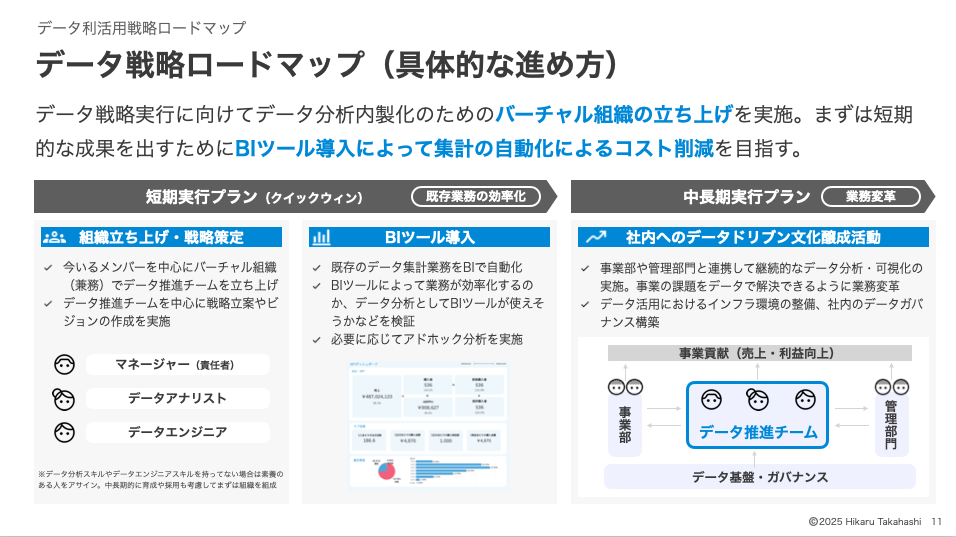 データ利活用戦略ロードマップ
データ戦略ロードマップ（具体的な進め方）
データ戦略実行に向けてデータ分析内製化のためのバーチャル組織の立ち上げを実施。まずは短期
的な成果を出すためにBIツール導入によって集計の自動化によるコスト削減を目指す。
短期実行プラン（クイックウィン）
既存業務の効率化
組織立ち上げ・戦略策定
✓ 今いるメンバーを中心にバーチャル組織
（兼務）でデータ推進チームを立ち上げ
✓ データ推進チームを中心に戦略立案やビ
ジョンの作成を実施
マネージャー（責任者）
データアナリスト
データエンジニア
※データ分析スキルやデータエンジニアスキルを持ってない場合は素養の
ある人をアサイン。中長期的に育成や採用も考慮してまずは組織を組成
BIツール導入
✓ 既存のデータ集計業務をBIで自動化
✓ BIツールによって業務が効率化するの
か、データ分析としてBIツールが使えそ
うかなどを検証
✓ 必要に応じてアドホック分析を実施
中長期実行プラン
業務変革
社内へのデータドリブン文化醸成活動
✓ 事業部や管理部門と連携して継続的なデータ分析・可視化の
実施。事業の課題をデータで解決できるように業務変革
✓ データ活用におけるインフラ環境の整備、社内のデータガバ
ナンス構築
事業貢献（売上・利益向上）
事業部
データ推進チーム
管理部門
データ基盤・ガバナンス
©2025 Hikaru Takahashi 11